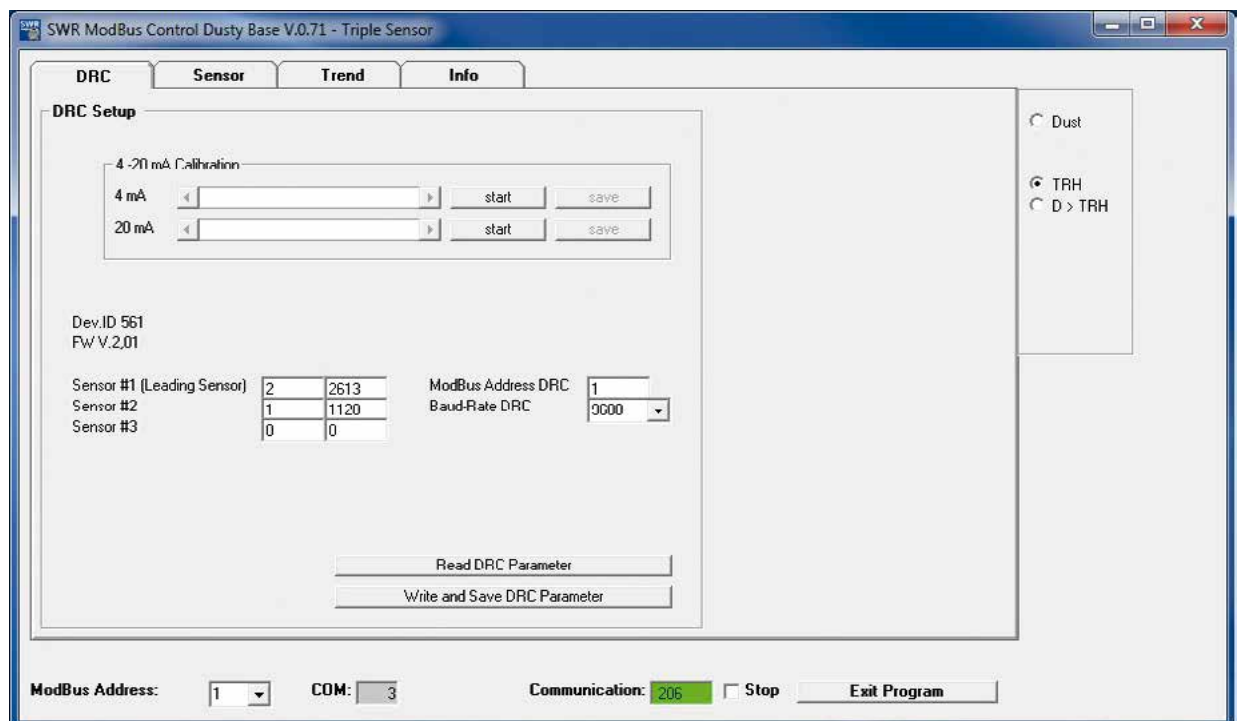 SWR ModBus Control Dusty Base V.0.71 - Triple Sensor
DRC Sensor Trend Info
DRC Setup
4 -20 mA Calibration
4 mA start save
20 mA start save
Dust
TRH
D > TRH
Dev.ID 561
FW V.2,01
Sensor #1 (Leading Sensor) 2 2613
Sensor #2 1 1120
Sensor #3 0 0
ModBus Address DRC 1
Baud-Rate DRC 9600
Read DRC Parameter
Write and Save DRC Parameter
ModBus Address: 1 COM: 3 Communication: 206 Stop Exit Program